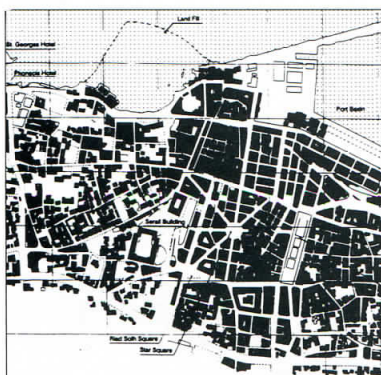 Land Fill
St. Georges Hotel
Phoenicia Hotel
Port Basin
Serail Building
Riad Solh Square
Star Square